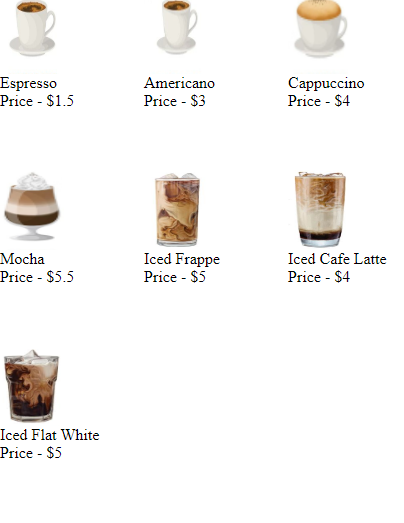 Espresso
Price - $1.5
Americano
Price - $3
Cappuccino
Price - $4
Mocha
Price - $5.5
Iced Frappe
Price - $5
Iced Cafe Latte
Price - $4
Iced Flat White
Price - $5